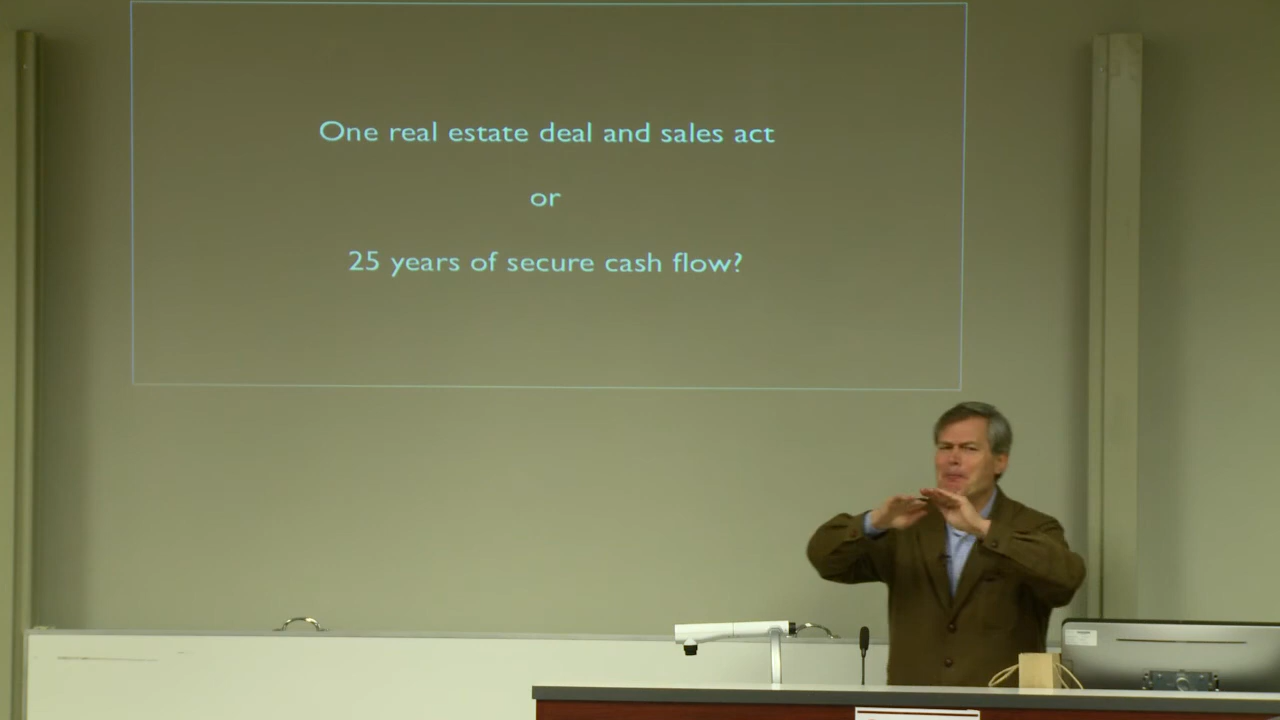 One real estate deal and sales act
or
25 years of secure cash flow?